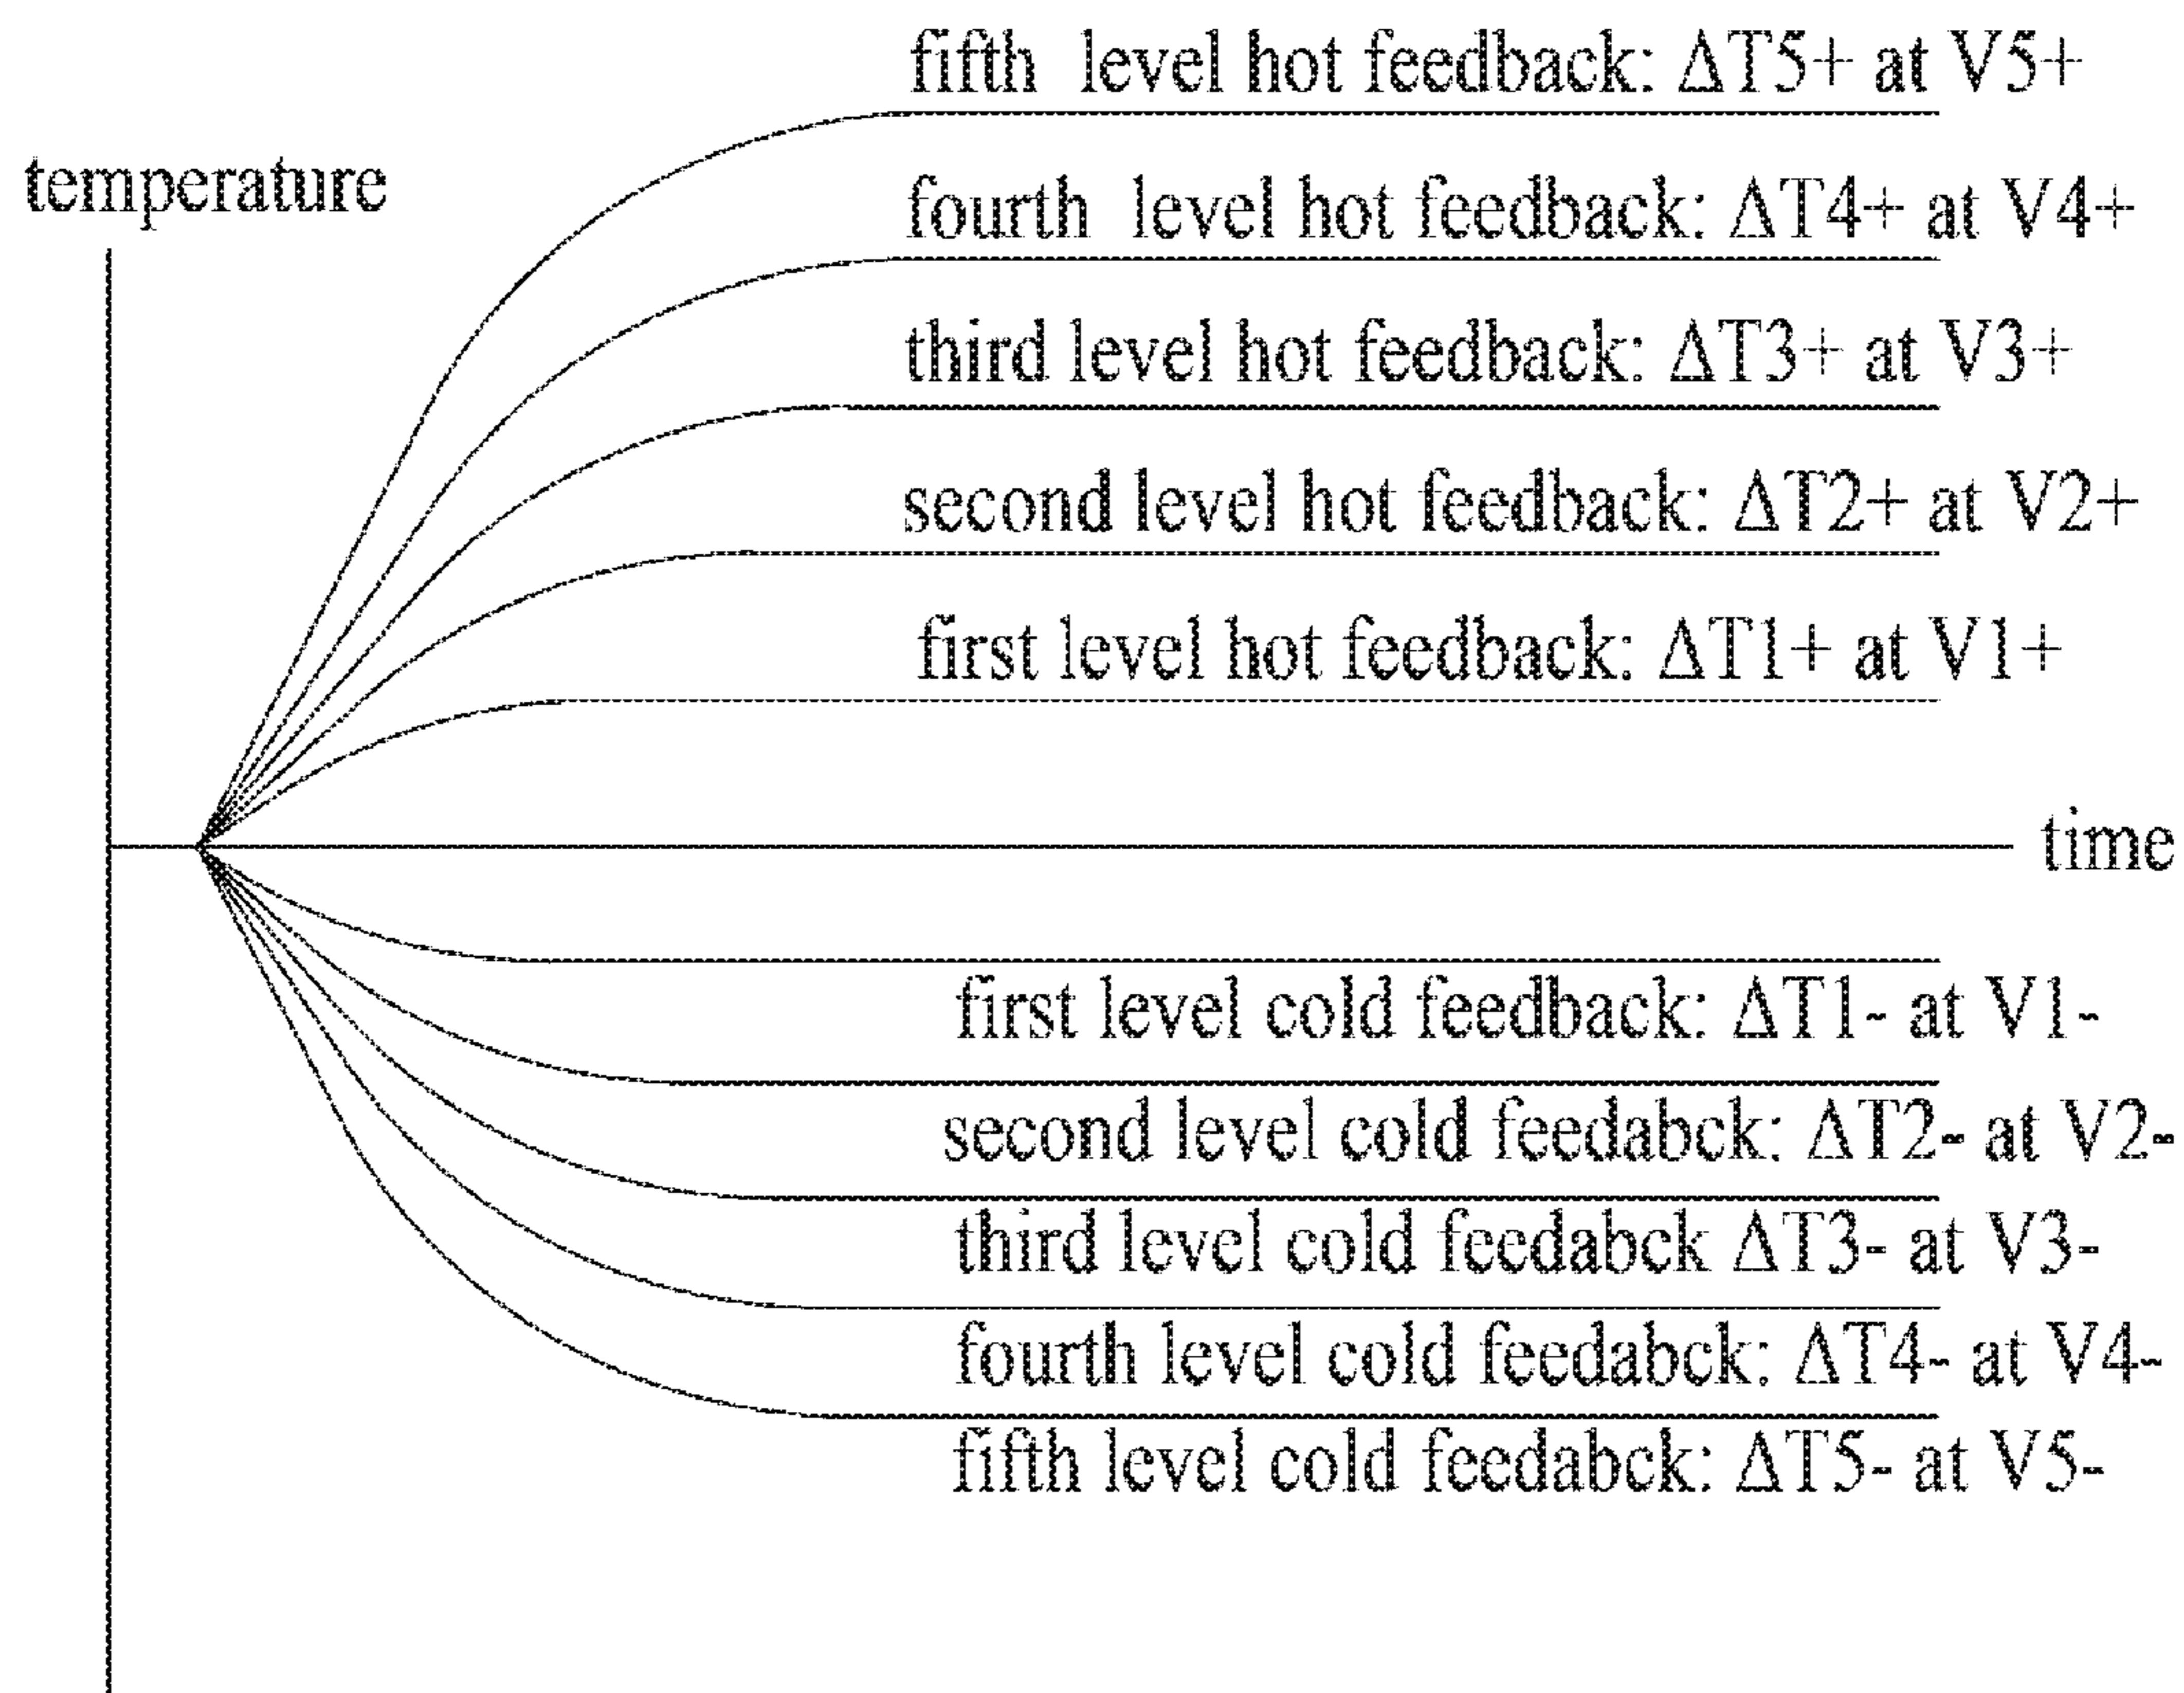 fifth level hot feedback: ΔT5+ at V5+
temperature
fourth level hot feedback: ΔT4+ at V4+
third level hot feedback: ΔT3+ at V3+
second level hot feedback: ΔT2+ at V2+
first level hot feedback: ΔT1+ at V1+
time
first level cold feedback: ΔT1- at V1-
second level cold feedabck: ΔT2- at V2-
third level cold feedabck ΔT3- at V3-
fourth level cold feedabck: ΔT4- at V4-
fifth level cold feedabck: ΔT5- at V5-